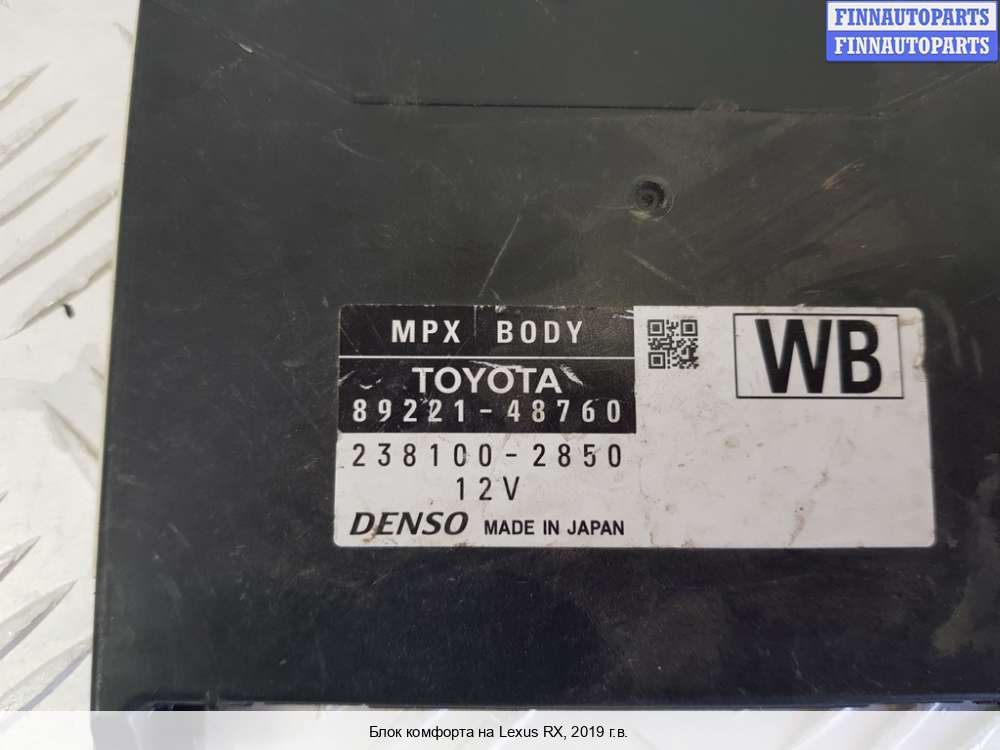 FINNAUTOPARTS
FINNAUTOPARTS
MPX BODY
WB
TOYOTA
89221-48760
238100-2850
12V
DENSO MADE IN JAPAN
Блок комфорта на Lexus RX, 2019 г.в.